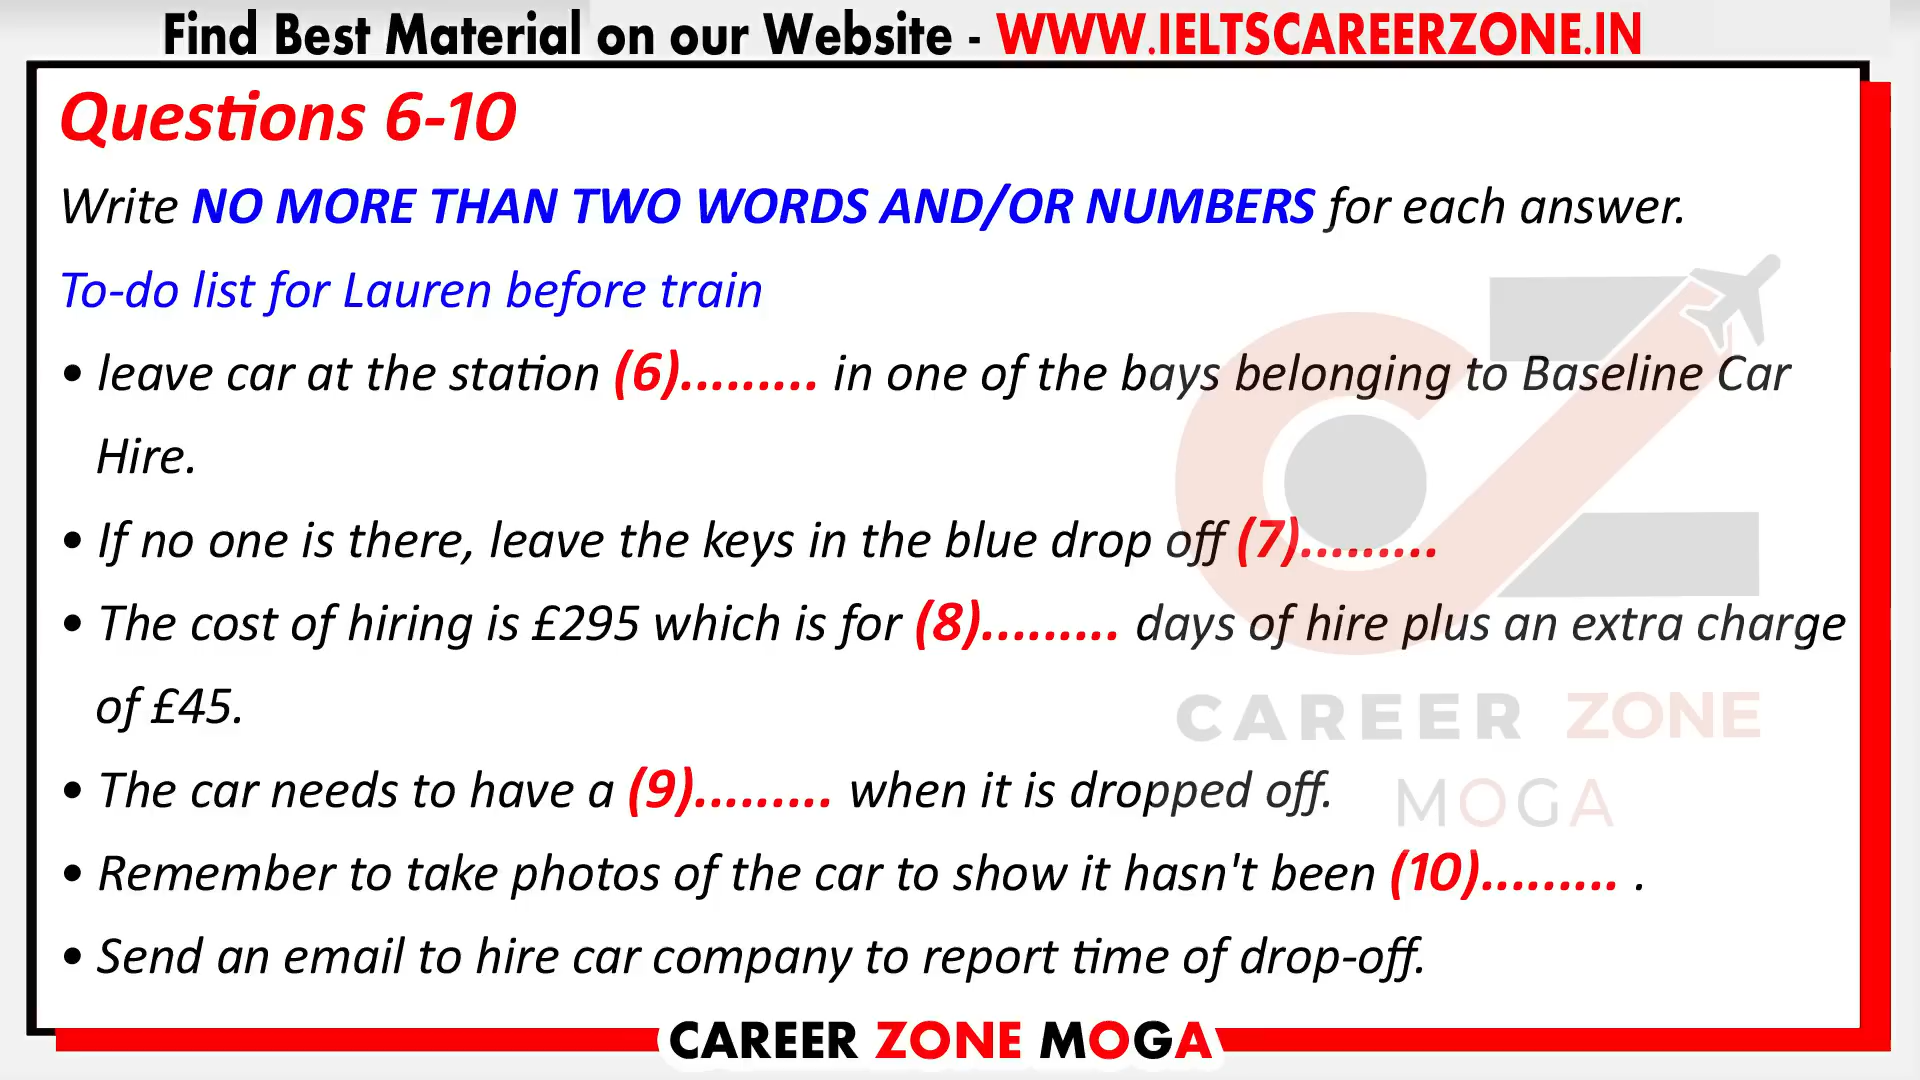 Find Best Material on our Website - WWW.IELTSCAREERZONE.IN
Questions 6-10
Write NO MORE THAN TWO WORDS AND/OR NUMBERS for each answer.
To-do list for Lauren before train
• leave car at the station (6)......... in one of the bays belonging to Baseline Car
Hire.
• If no one is there, leave the keys in the blue drop off (7).........
• The cost of hiring is £295 which is for (8)......... days of hire plus an extra charge
of £45.
CAREER ZONE
• The car needs to have a (9)......... when it is dropped off.
MOGA
• Remember to take photos of the car to show it hasn't been (10)......... .
• Send an email to hire car company to report time of drop-off.
CAREER ZONE MOGA